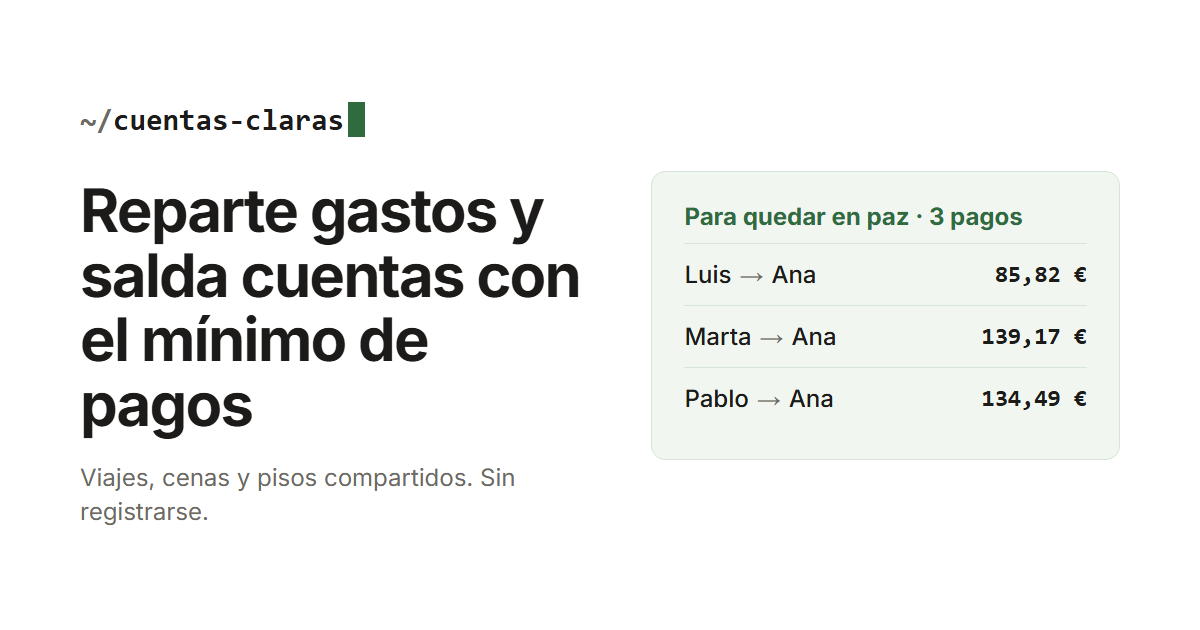 ~/cuentas-claras
Reparte gastos y
salda cuentas con
el mínimo de
pagos
Viajes, cenas y pisos compartidos. Sin
registrarse.
Para quedar en paz · 3 pagos
Luis → Ana 85,82 €
Marta → Ana 139,17 €
Pablo → Ana 134,49 €